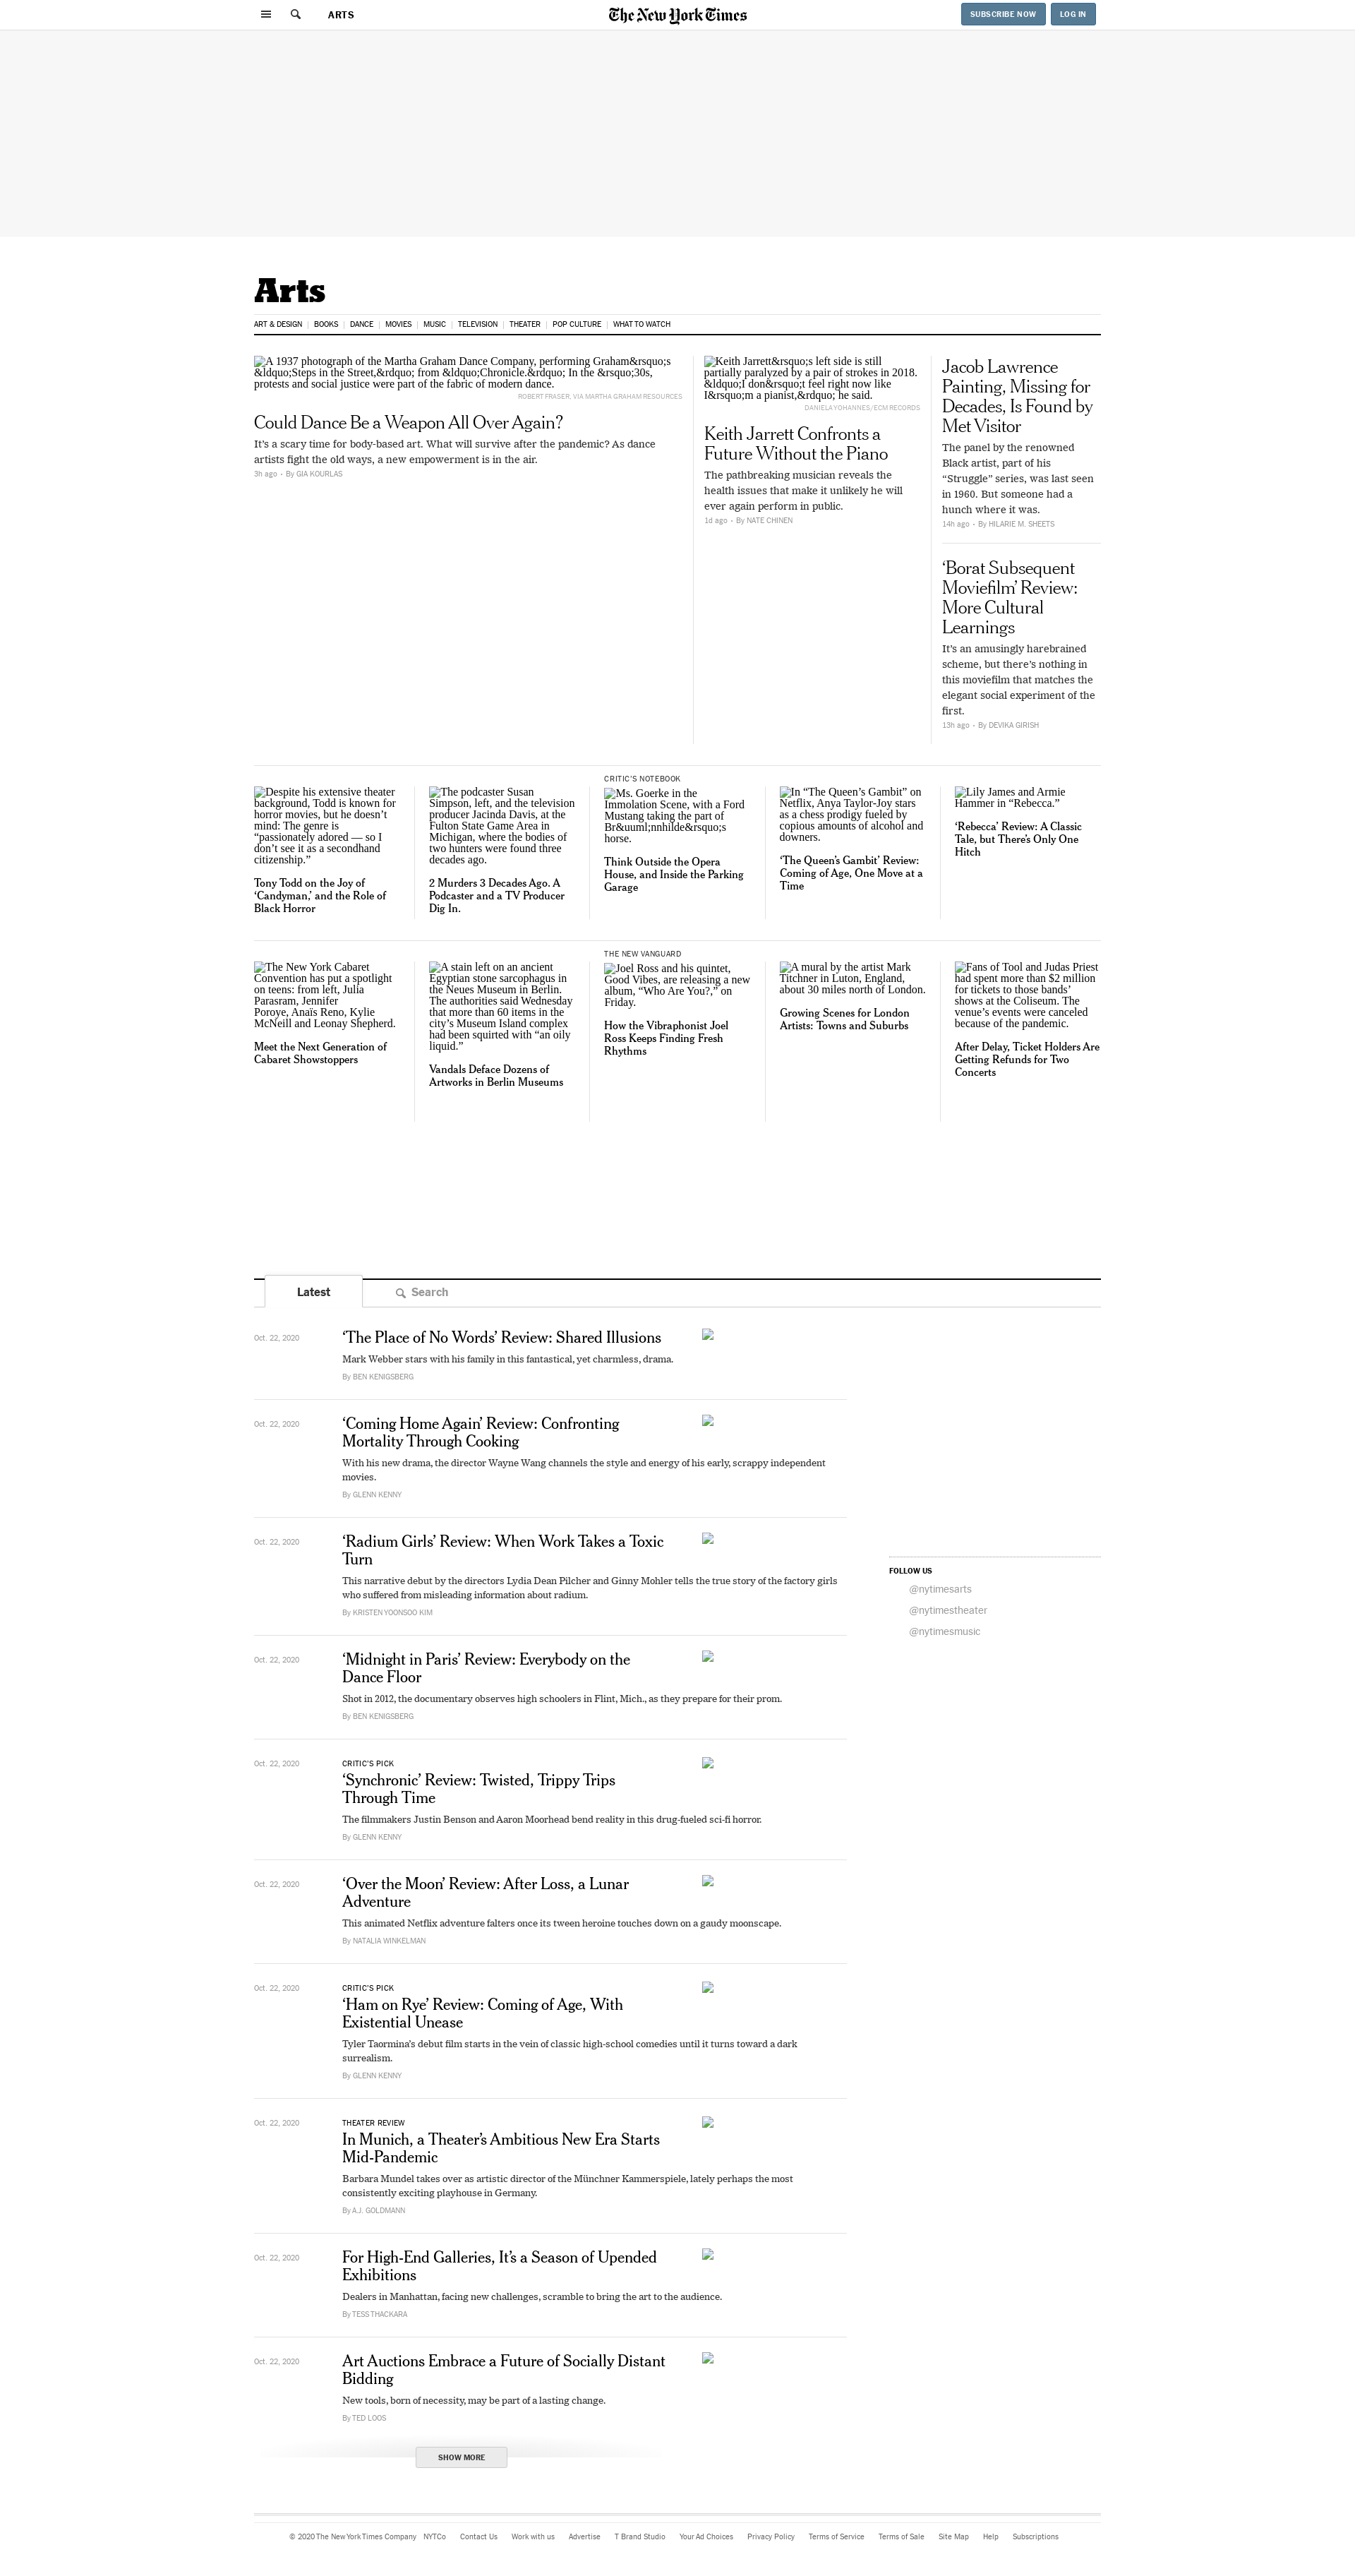 ARTS
The New York Times
SUBSCRIBE NOW
LOG IN
Arts
ART & DESIGN
BOOKS
DANCE
MOVIES
MUSIC
TELEVISION
THEATER
POP CULTURE
WHAT TO WATCH
A 1937 photograph of the Martha Graham Dance Company, performing Graham&rsquo;s
&ldquo;Steps in the Street,&rdquo; from &ldquo;Chronicle.&rdquo; In the &rsquo;30s,
protests and social justice were part of the fabric of modern dance.
ROBERT FRASER, VIA MARTHA GRAHAM RESOURCES
Could Dance Be a Weapon All Over Again?
It's a scary time for body-based art. What will survive after the pandemic? As dance
artists fight the old ways, a new empowerment is in the air.
3h ago • By GIA KOURLAS
Keith Jarrett&rsquo;s left side is still
partially paralyzed by a pair of strokes in 2018.
&ldquo;I don&rsquo;t feel right now like
I&rsquo;m a pianist,&rdquo; he said.
DANIELA YOHANNES/ECM RECORDS
Keith Jarrett Confronts a
Future Without the Piano
The pathbreaking musician reveals the
health issues that make it unlikely he will
ever again perform in public.
1d ago • By NATE CHINEN
Jacob Lawrence
Painting, Missing for
Decades, Is Found by
Met Visitor
The panel by the renowned
Black artist, part of his
“Struggle” series, was last seen
in 1960. But someone had a
hunch where it was.
14h ago • By HILARIE M. SHEETS
‘Borat Subsequent
Moviefilm’ Review:
More Cultural
Learnings
It’s an amusingly harebrained
scheme, but there’s nothing in
this moviefilm that matches the
elegant social experiment of the
first.
13h ago • By DEVIKA GIRISH
Despite his extensive theater
background, Todd is known for
horror movies, but he doesn’t
mind: The genre is
“passionately adored — so I
don’t see it as a secondhand
citizenship.”
Tony Todd on the Joy of
‘Candyman,’ and the Role of
Black Horror
The podcaster Susan
Simpson, left, and the television
producer Jacinda Davis, at the
Fulton State Game Area in
Michigan, where the bodies of
two hunters were found three
decades ago.
2 Murders 3 Decades Ago. A
Podcaster and a TV Producer
Dig In.
CRITIC’S NOTEBOOK
Ms. Goerke in the
Immolation Scene, with a Ford
Mustang taking the part of
Br&uuml;nnhilde&rsquo;s
horse.
Think Outside the Opera
House, and Inside the Parking
Garage
In “The Queen’s Gambit” on
Netflix, Anya Taylor-Joy stars
as a chess prodigy fueled by
copious amounts of alcohol and
downers.
‘The Queen’s Gambit’ Review:
Coming of Age, One Move at a
Time
Lily James and Armie
Hammer in “Rebecca.”
‘Rebecca’ Review: A Classic
Tale, but There’s Only One
Hitch
The New York Cabaret
Convention has put a spotlight
on teens: from left, Julia
Parasram, Jennifer
Poroye, Anaïs Reno, Kylie
McNeill and Leonay Shepherd.
Meet the Next Generation of
Cabaret Showstoppers
A stain left on an ancient
Egyptian stone sarcophagus in
the Neues Museum in Berlin.
The authorities said Wednesday
that more than 60 items in the
city’s Museum Island complex
had been squirted with “an oily
liquid.”
Vandals Deface Dozens of
Artworks in Berlin Museums
THE NEW VANGUARD
Joel Ross and his quintet,
Good Vibes, are releasing a new
album, “Who Are You?,” on
Friday.
How the Vibraphonist Joel
Ross Keeps Finding Fresh
Rhythms
A mural by the artist Mark
Titchner in Luton, England,
about 30 miles north of London.
Growing Scenes for London
Artists: Towns and Suburbs
Fans of Tool and Judas Priest
had spent more than $2 million
for tickets to those bands’
shows at the Coliseum. The
venue’s events were canceled
because of the pandemic.
After Delay, Ticket Holders Are
Getting Refunds for Two
Concerts
Latest
Search
Oct. 22, 2020
‘The Place of No Words’ Review: Shared Illusions
Mark Webber stars with his family in this fantastical, yet charmless, drama.
By BEN KENIGSBERG
Oct. 22, 2020
‘Coming Home Again’ Review: Confronting
Mortality Through Cooking
With his new drama, the director Wayne Wang channels the style and energy of his early, scrappy independent
movies.
By GLENN KENNY
Oct. 22, 2020
‘Radium Girls’ Review: When Work Takes a Toxic
Turn
This narrative debut by the directors Lydia Dean Pilcher and Ginny Mohler tells the true story of the factory girls
who suffered from misleading information about radium.
By KRISTEN YOONSOO KIM
FOLLOW US
@nytimesarts
@nytimestheater
@nytimesmusic
Oct. 22, 2020
‘Midnight in Paris’ Review: Everybody on the
Dance Floor
Shot in 2012, the documentary observes high schoolers in Flint, Mich., as they prepare for their prom.
By BEN KENIGSBERG
Oct. 22, 2020
CRITIC’S PICK
‘Synchronic’ Review: Twisted, Trippy Trips
Through Time
The filmmakers Justin Benson and Aaron Moorhead bend reality in this drug-fueled sci-fi horror.
By GLENN KENNY
Oct. 22, 2020
‘Over the Moon’ Review: After Loss, a Lunar
Adventure
This animated Netflix adventure falters once its tween heroine touches down on a gaudy moonscape.
By NATALIA WINKELMAN
Oct. 22, 2020
CRITIC’S PICK
‘Ham on Rye’ Review: Coming of Age, With
Existential Unease
Tyler Taormina’s debut film starts in the vein of classic high-school comedies until it turns toward a dark
surrealism.
By GLENN KENNY
Oct. 22, 2020
THEATER REVIEW
In Munich, a Theater’s Ambitious New Era Starts
Mid-Pandemic
Barbara Mundel takes over as artistic director of the Münchner Kammerspiele, lately perhaps the most
consistently exciting playhouse in Germany.
By A.J. GOLDMANN
Oct. 22, 2020
For High-End Galleries, It’s a Season of Upended
Exhibitions
Dealers in Manhattan, facing new challenges, scramble to bring the art to the audience.
By TESS THACKARA
Oct. 22, 2020
Art Auctions Embrace a Future of Socially Distant
Bidding
New tools, born of necessity, may be part of a lasting change.
By TED LOOS
SHOW MORE
© 2020 The New York Times Company NYTCo Contact Us Work with us Advertise T Brand Studio Your Ad Choices Privacy Policy Terms of Service Terms of Sale Site Map Help Subscriptions